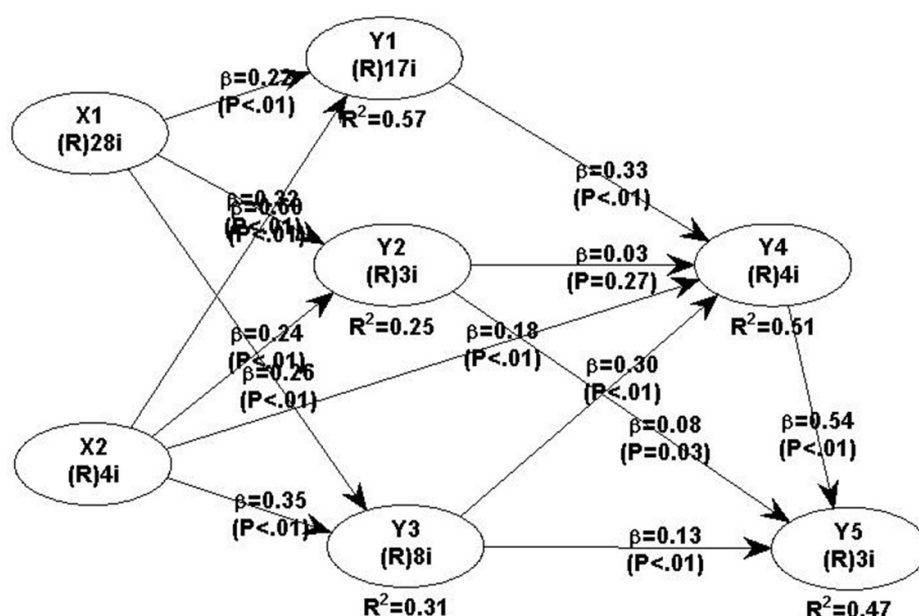 Y1
(R)17i
R²=0.57
β=0.22
(P<.01)
X1
(R)28i
β=0.33
(P<.01)
β=0.60
(P<.01)
Y2
(R)3i
R²=0.25
β=0.03
(P=0.27)
Y4
(R)4i
R²=0.51
β=0.24
(P<.01)
β=0.26
(P<.01)
β=0.18
(P<.01)
β=0.30
(P<.01)
β=0.08
(P=0.03)
β=0.54
(P<.01)
X2
(R)4i
β=0.35
(P<.01)
Y3
(R)8i
R²=0.31
β=0.13
(P<.01)
Y5
(R)3i
R²=0.47